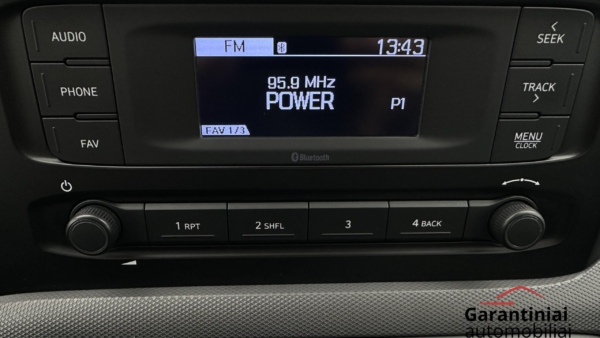 AUDIO
FM
13:43
< SEEK
95.9 MHz
PHONE
POWER
P1
TRACK >
FAV
FAV 1/3
MENU
CLOCK
Bluetooth
1 RPT
2 SHFL
3
4 BACK
Garantiniai
automobiliai